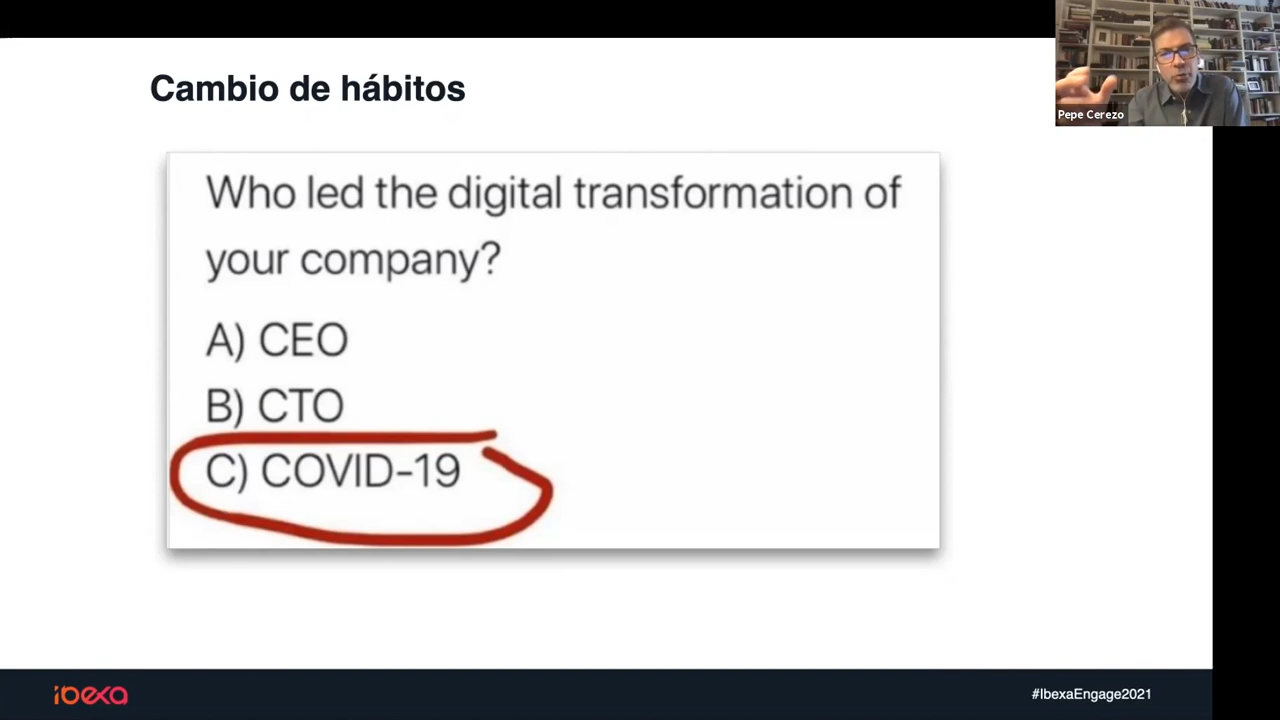 Cambio de hábitos
Pepe Cerezo
Who led the digital transformation of
your company?
A) CEO
B) CTO
C) COVID-19
ibexa
#IbexaEngage2021